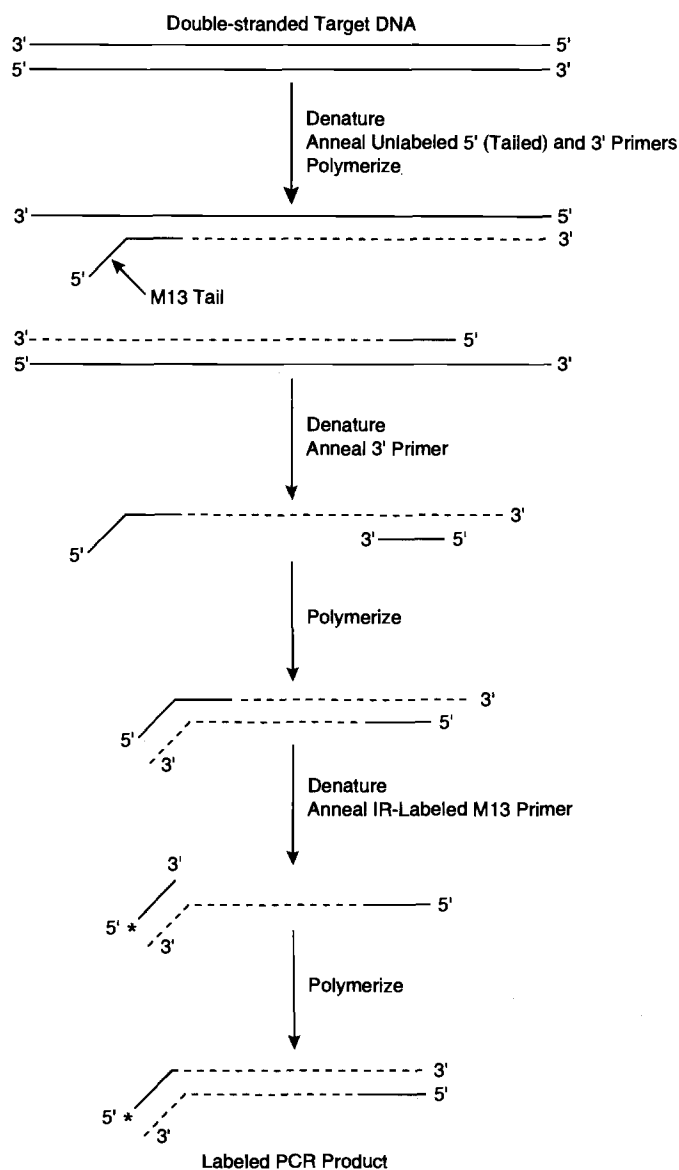 Double-stranded Target DNA
3' 5'
5' 3'
Denature
Anneal Unlabeled 5' (Tailed) and 3' Primers
Polymerize
3' 5'
3'
5'
M13 Tail
3' 5'
5' 3'
Denature
Anneal 3' Primer
3'
3' 5'
5'
Polymerize
3'
5' 5'
3'
Denature
Anneal IR-Labeled M13 Primer
3'
5'
5' *
3'
Polymerize
3'
5'
5' *
3'
Labeled PCR Product